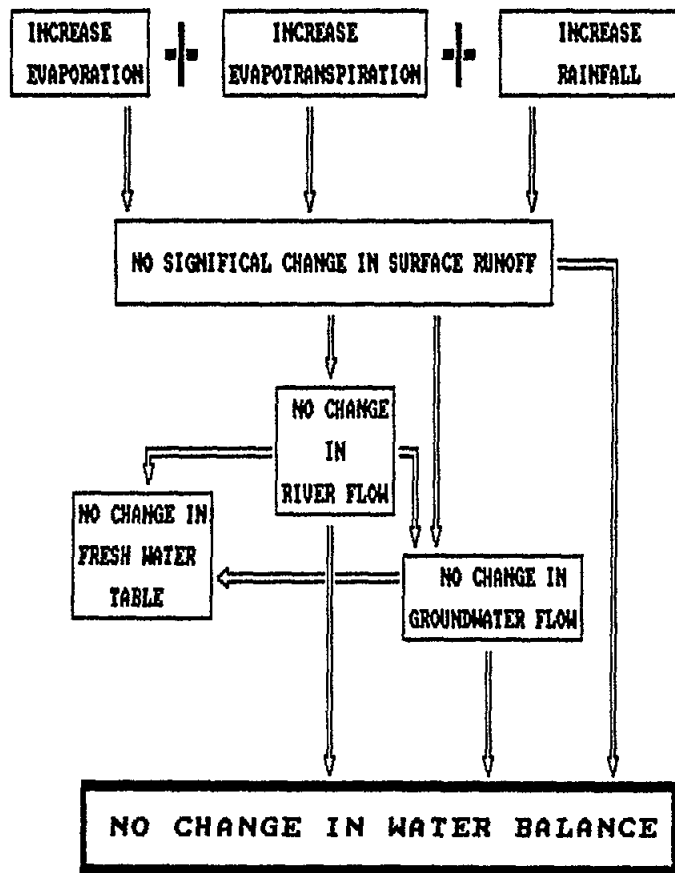 INCREASE
EVAPORATION
INCREASE
EVAPOTRANSPIRATION
INCREASE
RAINFALL
NO SIGNIFICAL CHANGE IN SURFACE RUNOFF
NO CHANGE
IN
RIVER FLOW
NO CHANGE IN
FRESH WATER
TABLE
NO CHANGE IN
GROUNDWATER FLOW
NO CHANGE IN WATER BALANCE